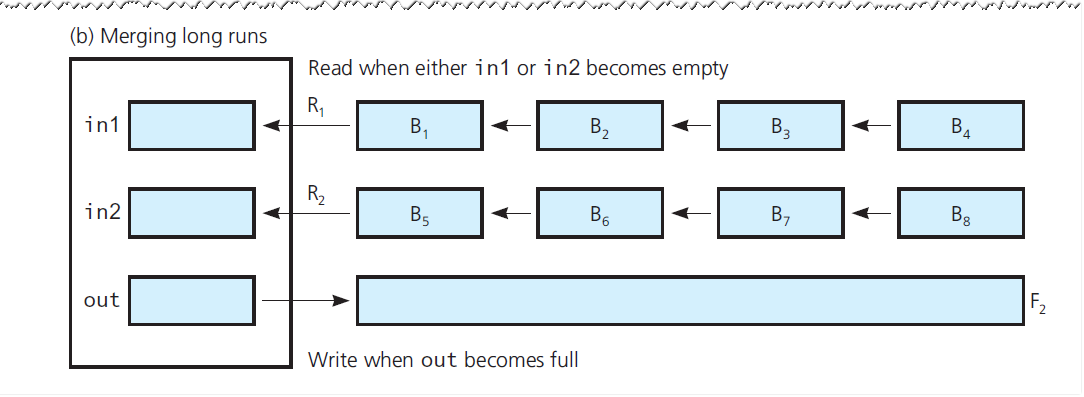 (b) Merging long runs
Read when either in1 or in2 becomes empty
in1 R₁ B₁ B₂ B₃ B₄
in2 R₂ B₅ B₆ B₇ B₈
out F₂
Write when out becomes full